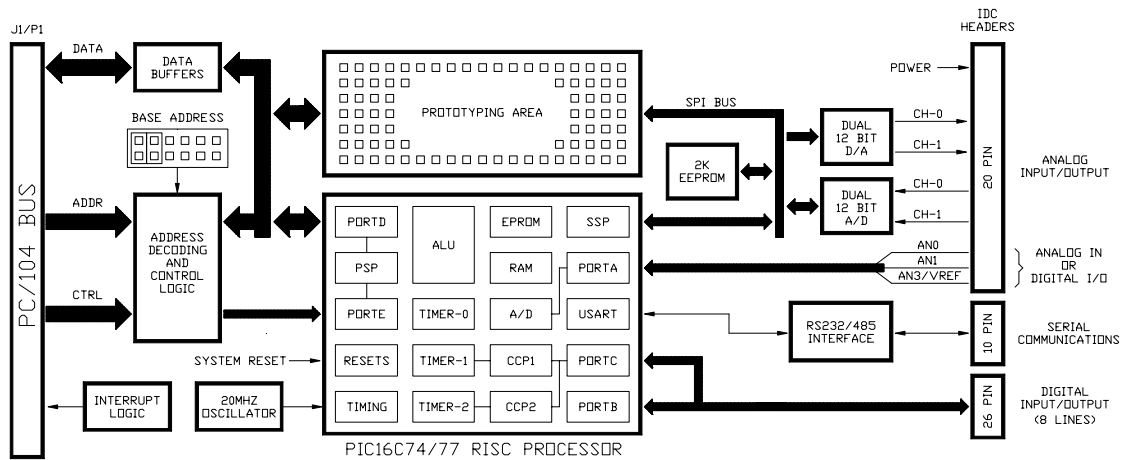 J1/P1
PC/104 BUS
DATA
DATA
BUFFERS
BASE ADDRESS
ADDR
ADDRESS
DECODING
AND
CONTROL
LOGIC
CTRL
SYSTEM RESET
INTERRUPT
LOGIC
20MHZ
OSCILLATOR
PROTOTYPING AREA
PORTD
ALU
EPROM
SSP
PSP
RAM
PORTA
PORTE
TIMER-0
A/D
USART
RESETS
TIMER-1
CCP1
PORTC
TIMING
TIMER-2
CCP2
PORTB
PIC16C74/77 RISC PROCESSOR
SPI BUS
2K
EEPROM
DUAL
12 BIT
D/A
DUAL
12 BIT
A/D
POWER
CH-0
CH-1
CH-0
CH-1
AN0
AN1
AN3/VREF
RS232/485
INTERFACE
IDC
HEADERS
20 PIN
10 PIN
26 PIN
ANALOG
INPUT/OUTPUT
ANALOG IN
OR
DIGITAL I/O
SERIAL
COMMUNICATIONS
DIGITAL
INPUT/OUTPUT
(8 LINES)